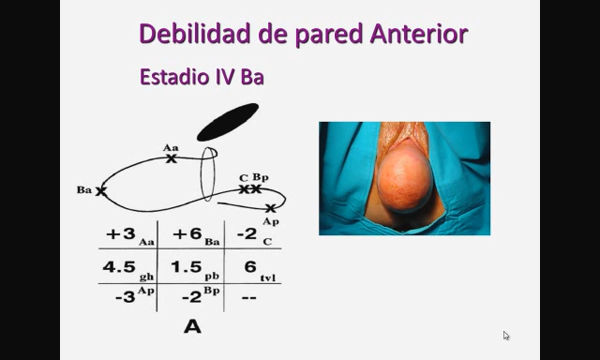 Debilidad de pared Anterior
Estadio IV Ba
Aa
Ba
C Bp
Ap
+3 Aa +6 Ba -2 C
4.5 gh 1.5 pb 6 tvl
-3 Ap -2 Bp --
A